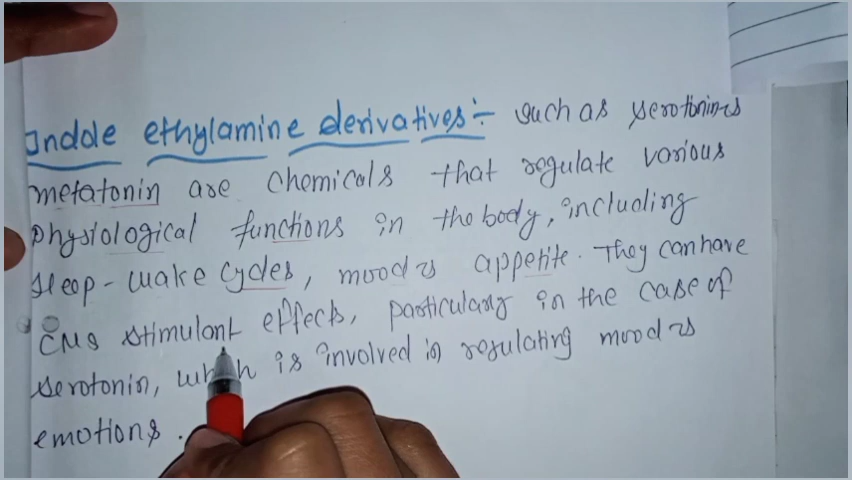 Indole ethylamine derivatives:- such as serotonin &
melatonin are chemicals that regulate various
physiological functions in the body, including
sleep-wake cycles, mood & appetite. They can have
CNS stimulant effects, particularly in the case of
serotonin, which is involved in regulating mood &
emotions.